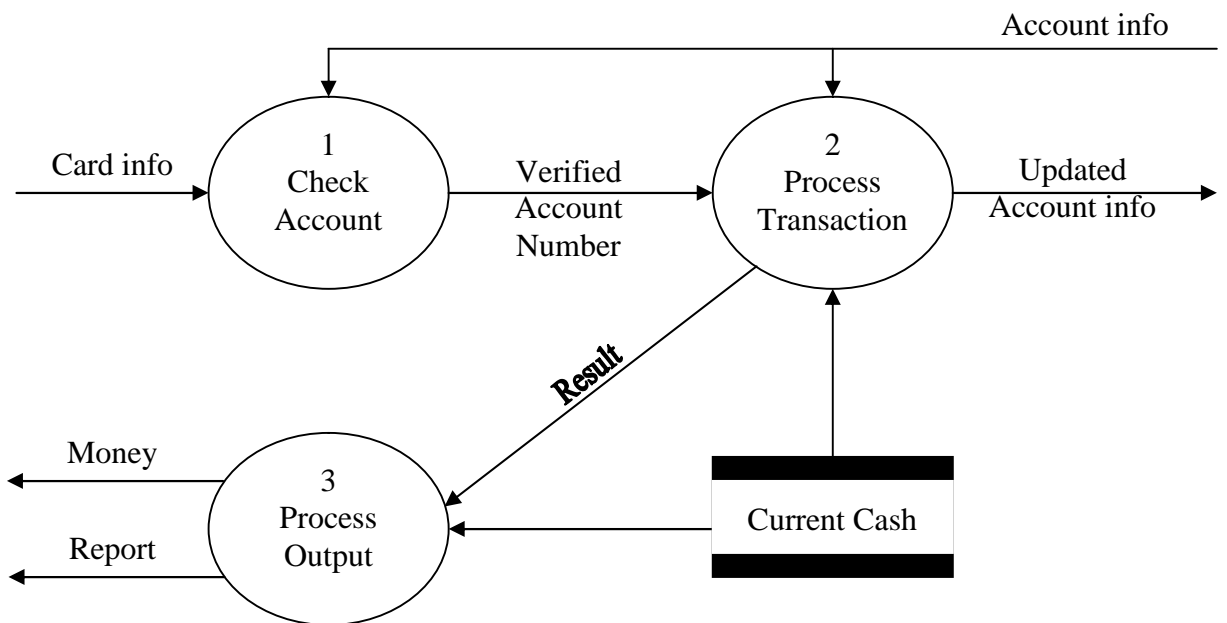 Account info
1
Check
Account
2
Process
Transaction
Card info
Verified
Account
Number
Updated
Account info
Result
Money
Report
3
Process
Output
Current Cash